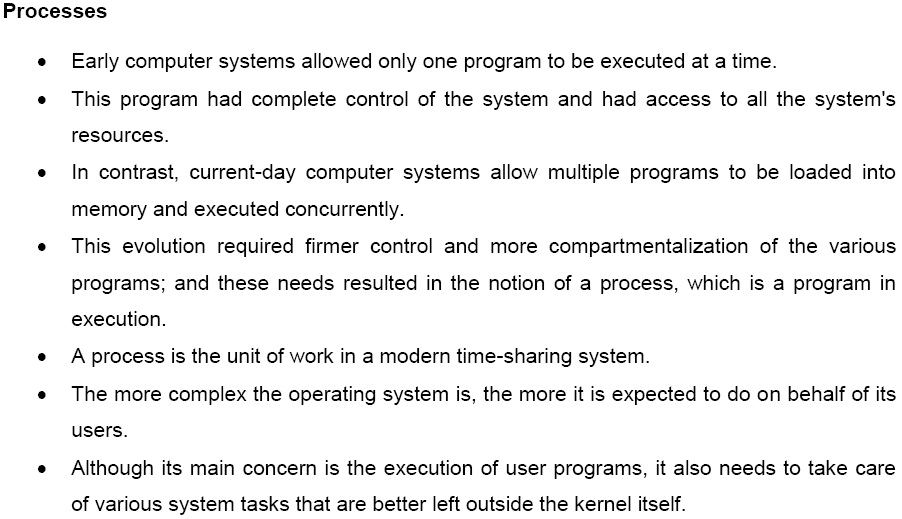 Processes
• Early computer systems allowed only one program to be executed at a time.
• This program had complete control of the system and had access to all the system's
resources.
• In contrast, current-day computer systems allow multiple programs to be loaded into
memory and executed concurrently.
• This evolution required firmer control and more compartmentalization of the various
programs; and these needs resulted in the notion of a process, which is a program in
execution.
• A process is the unit of work in a modern time-sharing system.
• The more complex the operating system is, the more it is expected to do on behalf of its
users.
• Although its main concern is the execution of user programs, it also needs to take care
of various system tasks that are better left outside the kernel itself.